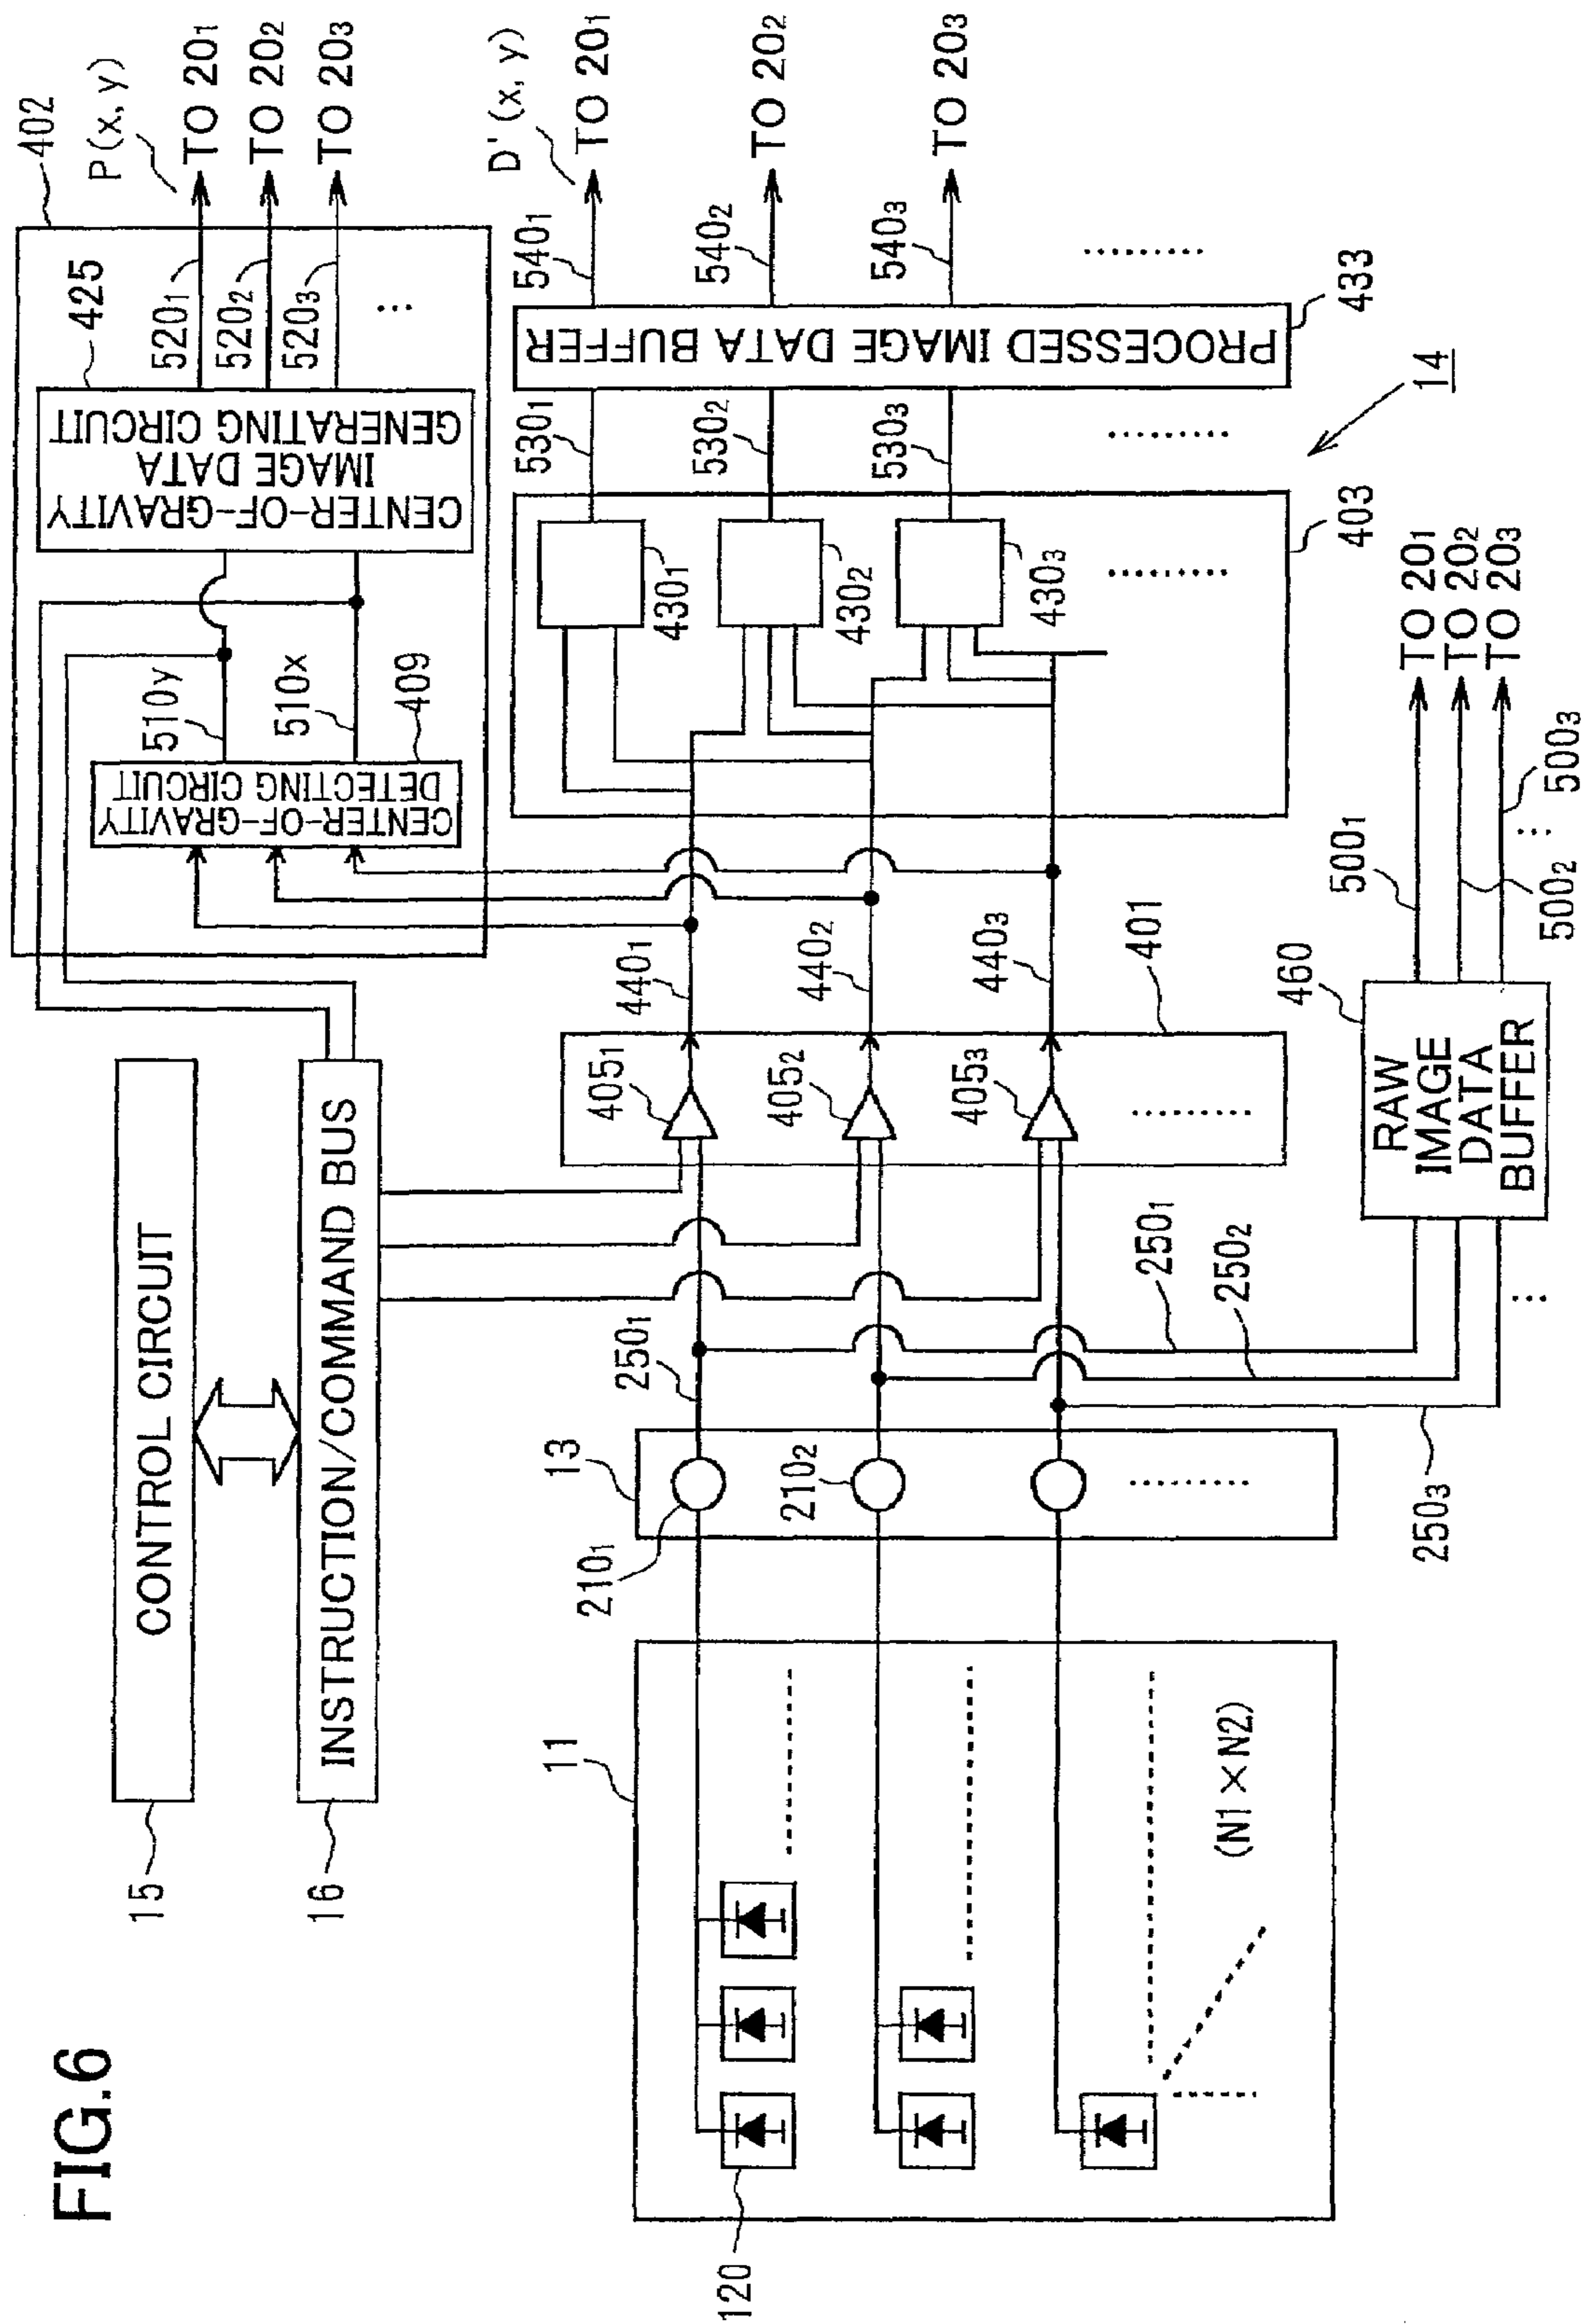 FIG.6
15
CONTROL CIRCUIT
16
INSTRUCTION/COMMAND BUS
402
P(x, y)
TO 20₁
TO 20₂
TO 20₃
520₁
520₂
520₃
...
425
CENTER-OF-GRAVITY
IMAGE DATA
GENERATING CIRCUIT
510y
510x
409
CENTER-OF-GRAVITY
DETECTING CIRCUIT
D'(x, y)
TO 20₁
TO 20₂
TO 20₃
540₁
540₂
540₃
PROCESSED IMAGE DATA BUFFER
433
530₁
530₂
530₃
14
430₁
430₂
430₃
403
440₁
440₂
440₃
401
405₁
405₂
405₃
250₁
13
210₁
210₂
250₁
250₂
250₃
460
RAW
IMAGE
DATA
BUFFER
500₁
500₂
500₃
TO 20₁
TO 20₂
TO 20₃
11
120
(N1 × N2)